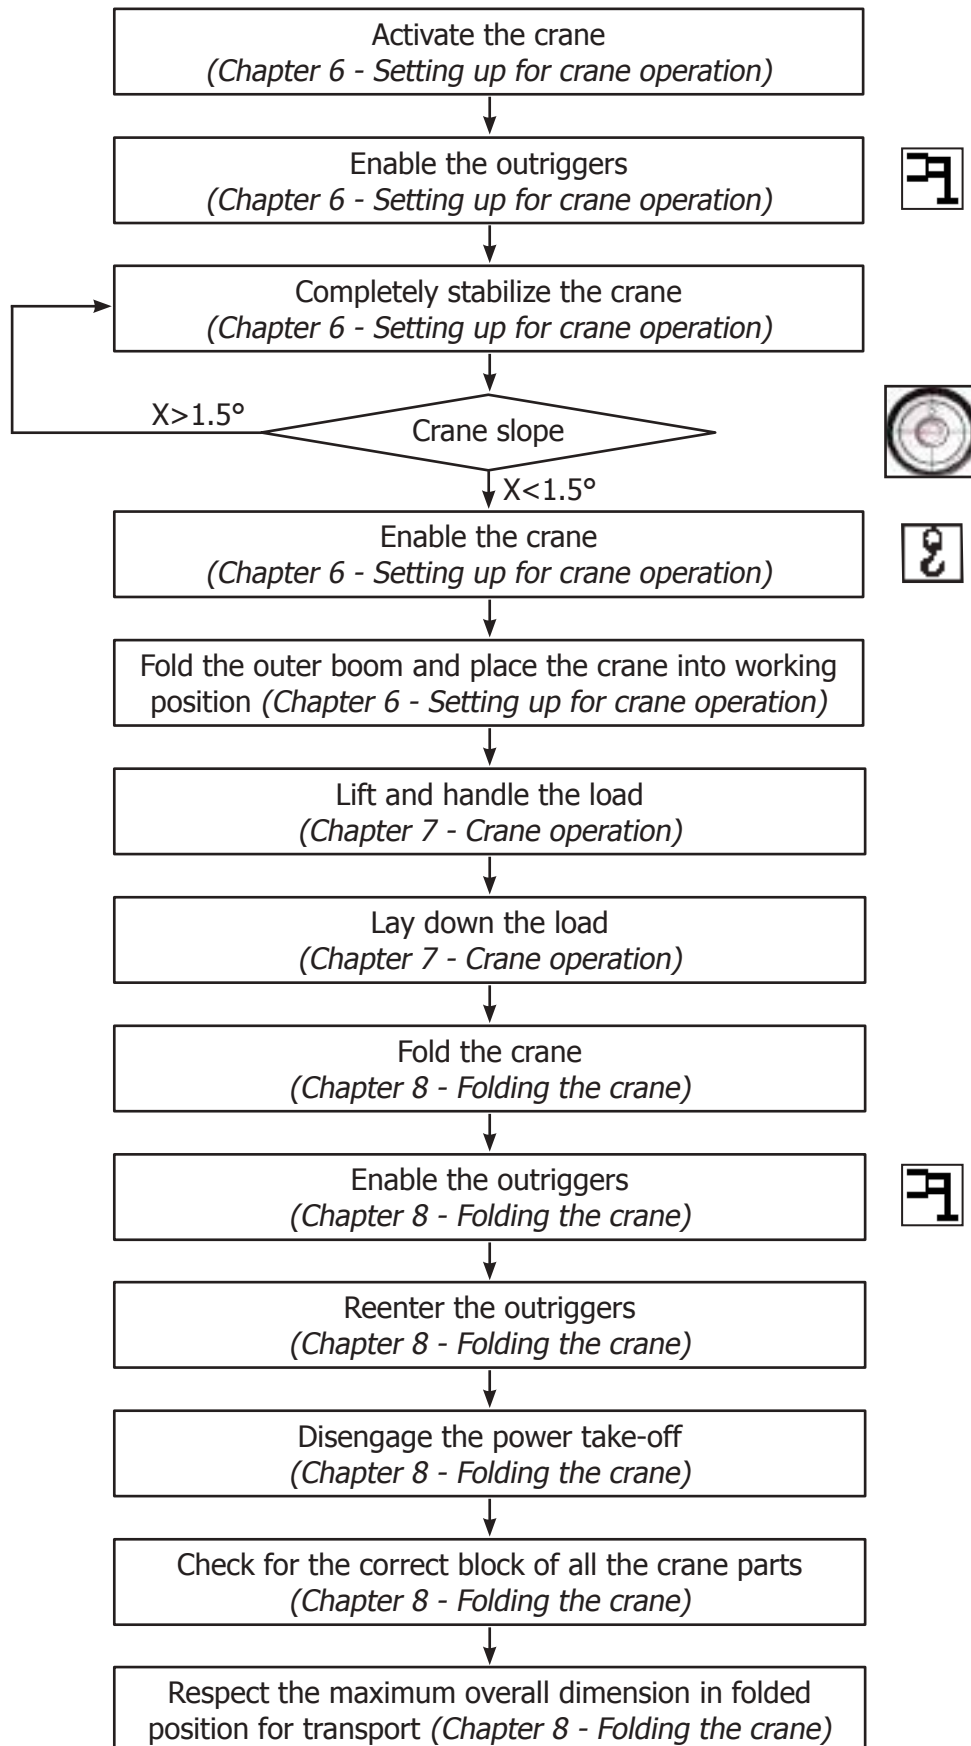 Activate the crane
(Chapter 6 - Setting up for crane operation)
Enable the outriggers
(Chapter 6 - Setting up for crane operation)
Completely stabilize the crane
(Chapter 6 - Setting up for crane operation)
X>1.5°
Crane slope
X<1.5°
Enable the crane
(Chapter 6 - Setting up for crane operation)
Fold the outer boom and place the crane into working
position (Chapter 6 - Setting up for crane operation)
Lift and handle the load
(Chapter 7 - Crane operation)
Lay down the load
(Chapter 7 - Crane operation)
Fold the crane
(Chapter 8 - Folding the crane)
Enable the outriggers
(Chapter 8 - Folding the crane)
Reenter the outriggers
(Chapter 8 - Folding the crane)
Disengage the power take-off
(Chapter 8 - Folding the crane)
Check for the correct block of all the crane parts
(Chapter 8 - Folding the crane)
Respect the maximum overall dimension in folded
position for transport (Chapter 8 - Folding the crane)